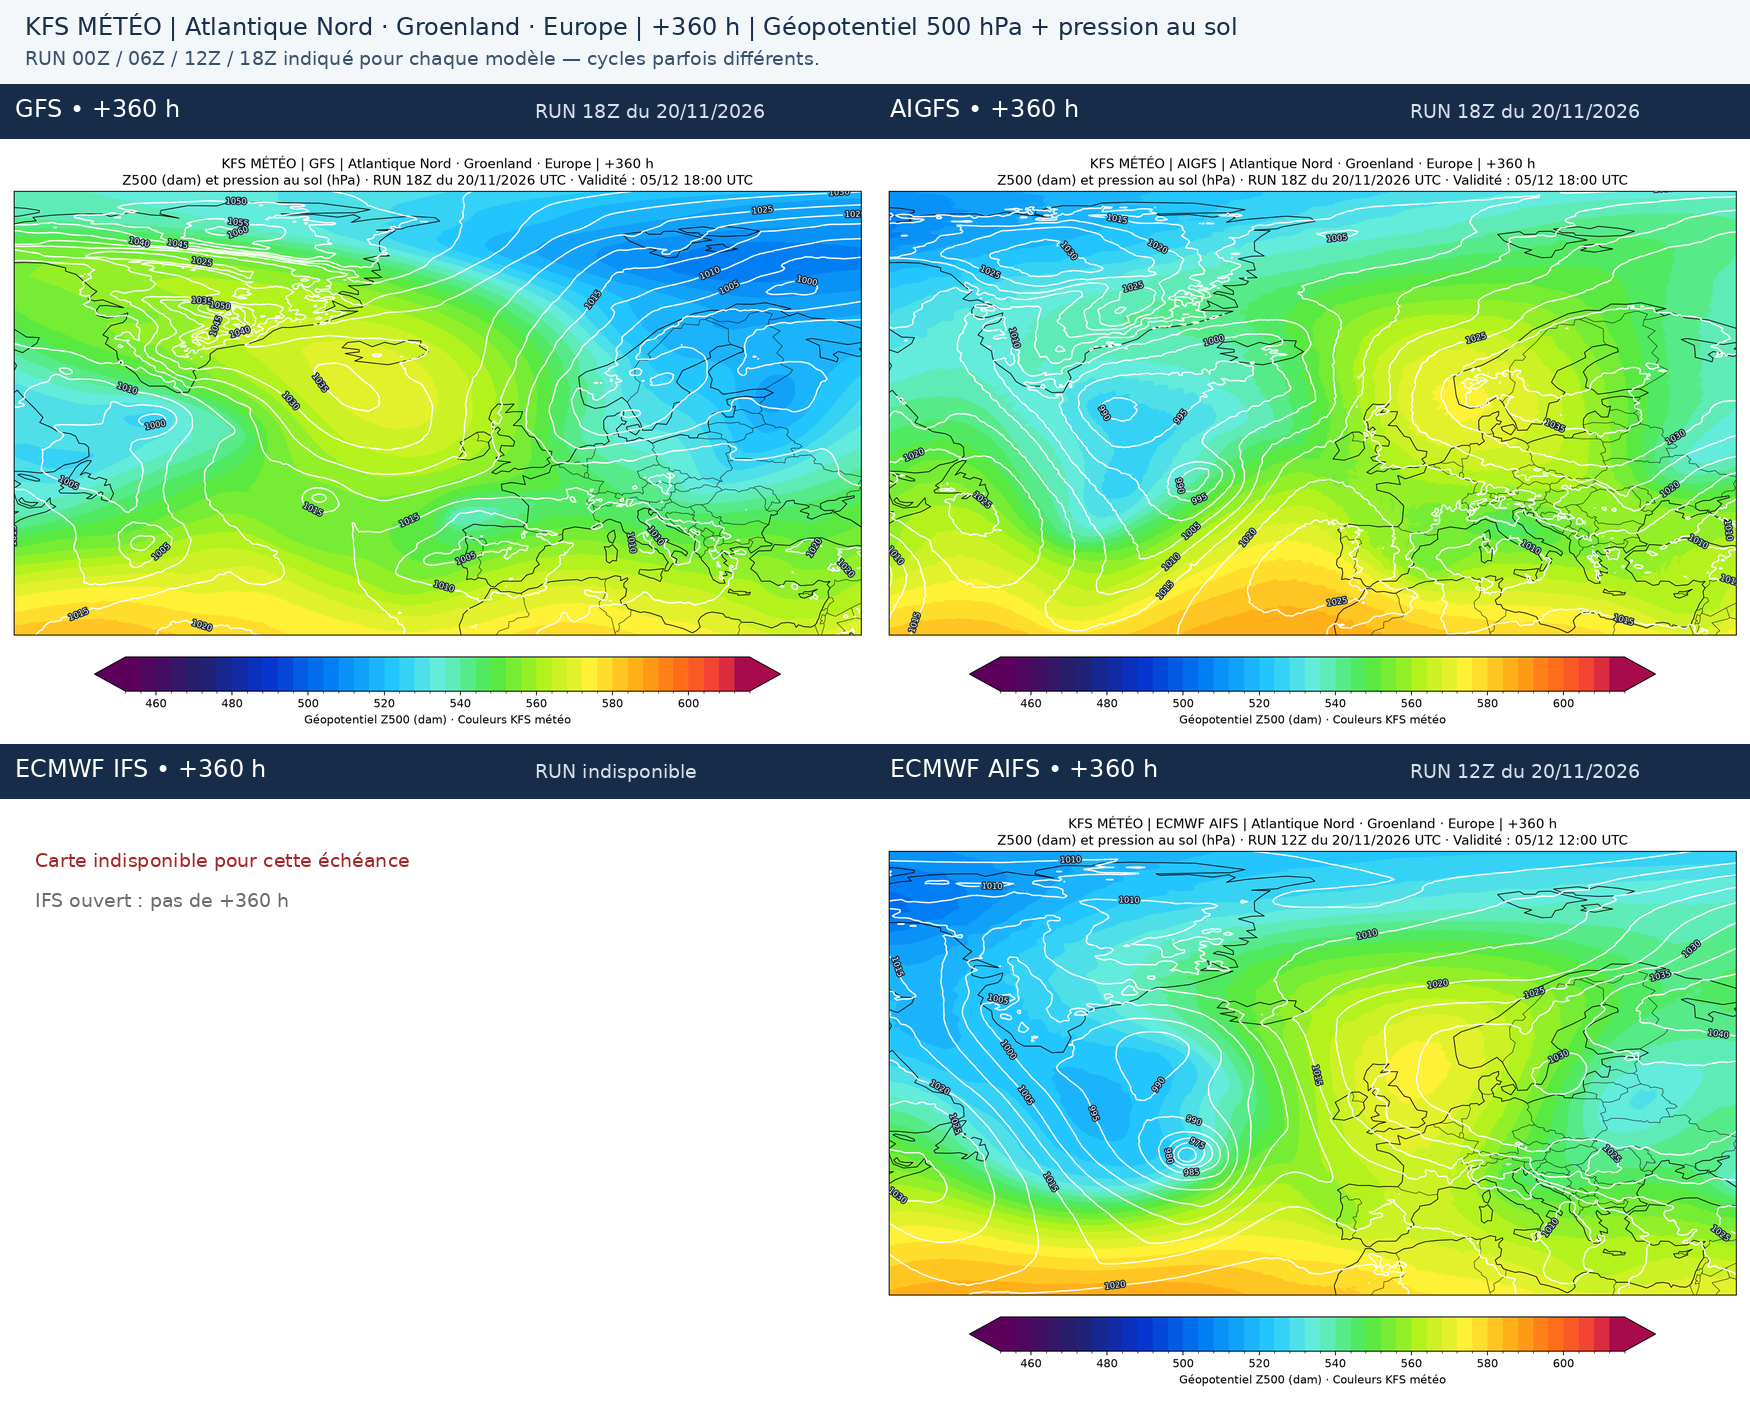 KFS MÉTÉO | Atlantique Nord · Groenland · Europe | +360 h | Géopotentiel 500 hPa + pression au sol
RUN 00Z / 06Z / 12Z / 18Z indiqué pour chaque modèle — cycles parfois différents.
GFS • +360 h
RUN 18Z du 20/11/2026
KFS MÉTÉO | GFS | Atlantique Nord · Groenland · Europe | +360 h
Z500 (dam) et pression au sol (hPa) · RUN 18Z du 20/11/2026 UTC · Validité : 05/12 18:00 UTC
460 480 500 520 540 560 580 600
Géopotentiel Z500 (dam) · Couleurs KFS météo
AIGFS • +360 h
RUN 18Z du 20/11/2026
KFS MÉTÉO | AIGFS | Atlantique Nord · Groenland · Europe | +360 h
Z500 (dam) et pression au sol (hPa) · RUN 18Z du 20/11/2026 UTC · Validité : 05/12 18:00 UTC
460 480 500 520 540 560 580 600
Géopotentiel Z500 (dam) · Couleurs KFS météo
ECMWF IFS • +360 h
RUN indisponible
Carte indisponible pour cette échéance
IFS ouvert : pas de +360 h
ECMWF AIFS • +360 h
RUN 12Z du 20/11/2026
KFS MÉTÉO | ECMWF AIFS | Atlantique Nord · Groenland · Europe | +360 h
Z500 (dam) et pression au sol (hPa) · RUN 12Z du 20/11/2026 UTC · Validité : 05/12 12:00 UTC
460 480 500 520 540 560 580 600
Géopotentiel Z500 (dam) · Couleurs KFS météo